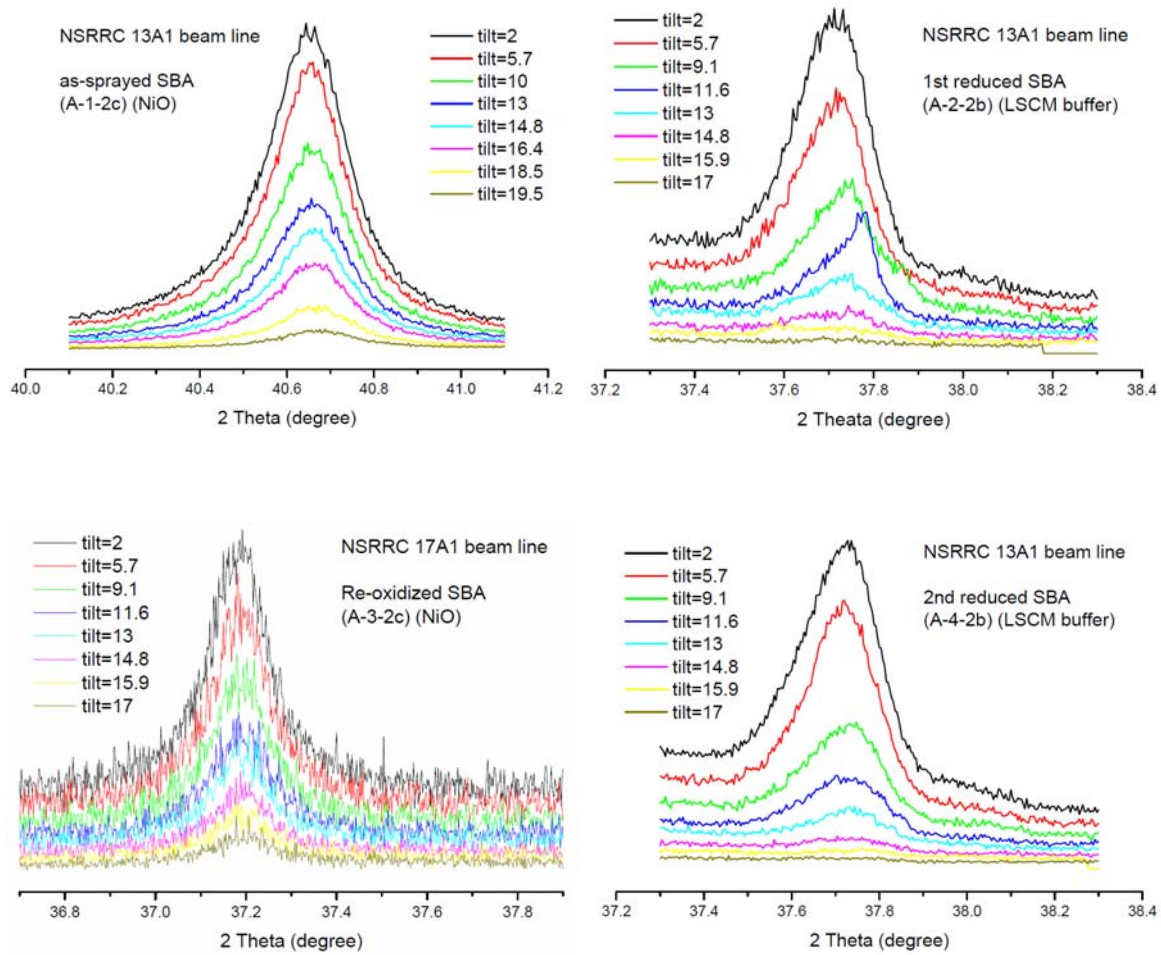 NSRRC 13A1 beam line
as-sprayed SBA
(A-1-2c) (NiO)
tilt=2
tilt=5.7
tilt=10
tilt=13
tilt=14.8
tilt=16.4
tilt=18.5
tilt=19.5
40.0 40.2 40.4 40.6 40.8 41.0 41.2
2 Theta (degree)
tilt=2
tilt=5.7
tilt=9.1
tilt=11.6
tilt=13
tilt=14.8
tilt=15.9
tilt=17
NSRRC 13A1 beam line
1st reduced SBA
(A-2-2b) (LSCM buffer)
37.2 37.4 37.6 37.8 38.0 38.2 38.4
2 Theata (degree)
tilt=2
tilt=5.7
tilt=9.1
tilt=11.6
tilt=13
tilt=14.8
tilt=15.9
tilt=17
NSRRC 17A1 beam line
Re-oxidized SBA
(A-3-2c) (NiO)
36.8 37.0 37.2 37.4 37.6 37.8
2 Theta (degree)
tilt=2
tilt=5.7
tilt=9.1
tilt=11.6
tilt=13
tilt=14.8
tilt=15.9
tilt=17
NSRRC 13A1 beam line
2nd reduced SBA
(A-4-2b) (LSCM buffer)
37.2 37.4 37.6 37.8 38.0 38.2 38.4
2 Theta (degree)